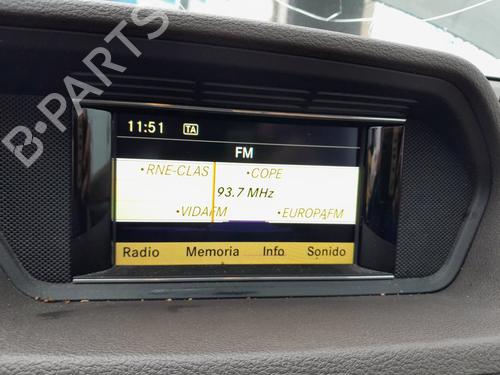 B-PARTS
11:51 TA
FM
•RNE-CLAS •COPE
93.7 MHz
•VIDAFM •EUROPAFM
Radio Memoria Info Sonido